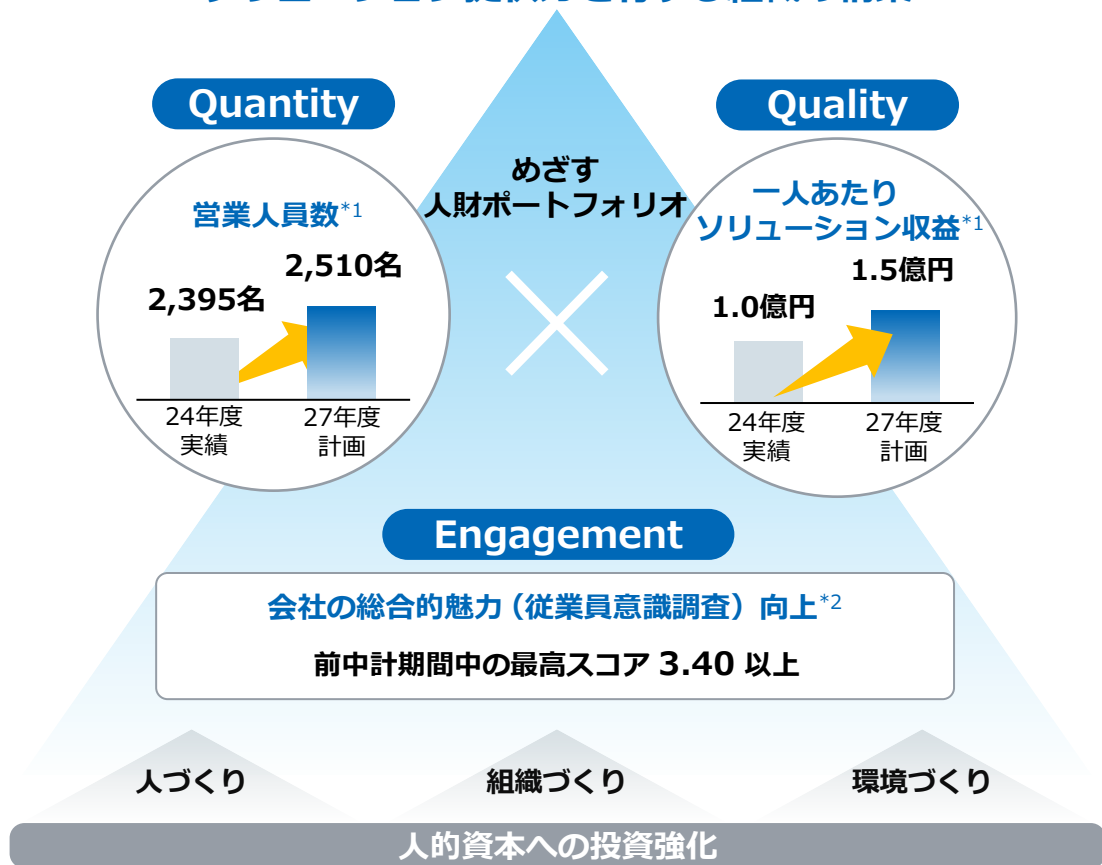 Quantity
Quality
めざす
人財ポートフォリオ
営業人員数*1
2,395名
2,510名
24年度
実績
27年度
計画
一人あたり
ソリューション収益*1
1.0億円
1.5億円
24年度
実績
27年度
計画
Engagement
会社の総合的魅力（従業員意識調査）向上*2
前中計期間中の最高スコア 3.40 以上
人づくり
組織づくり
環境づくり
人的資本への投資強化